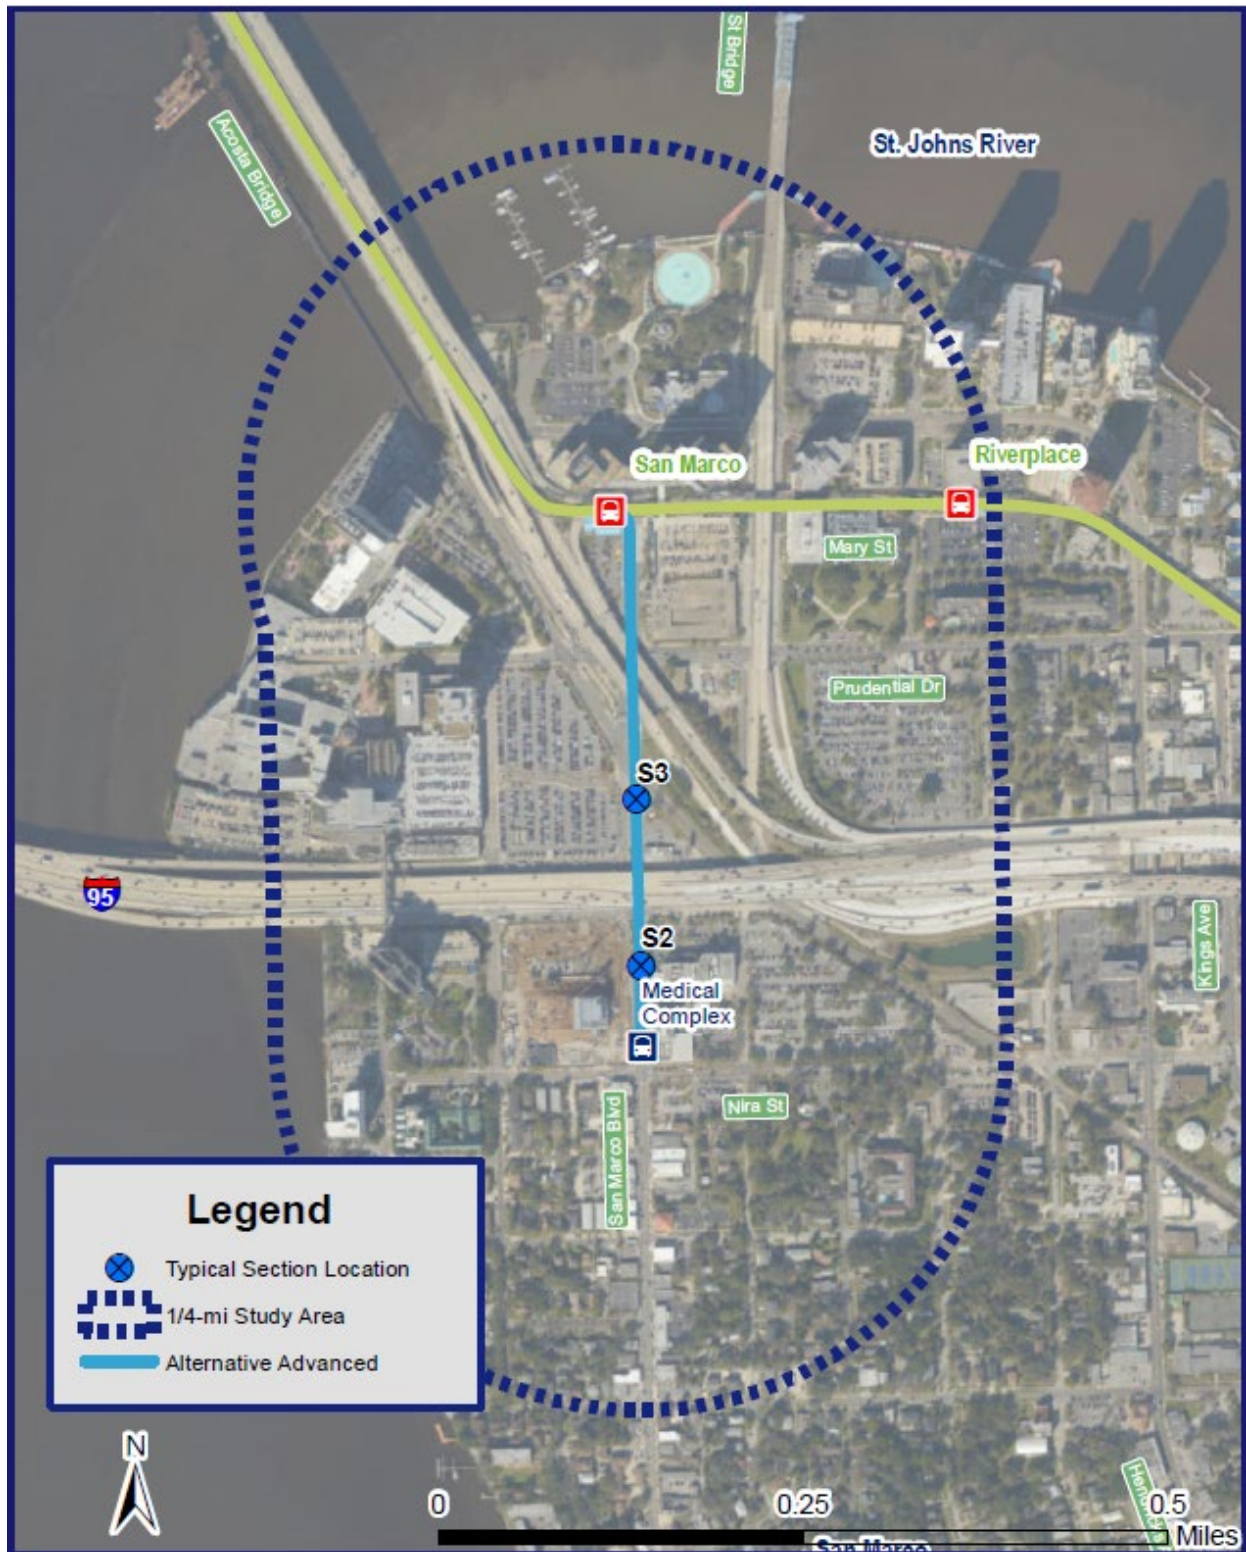 St Bridge
Acosta Bridge
St. Johns River
San Marco
Riverplace
Mary St
Prudential Dr
S3
95
S2
Kings Ave
Medical
Complex
Nira St
San Marco Blvd
Legend
Typical Section Location
1/4-mi Study Area
Alternative Advanced
N
0
0.25
0.5
Miles
San Marco